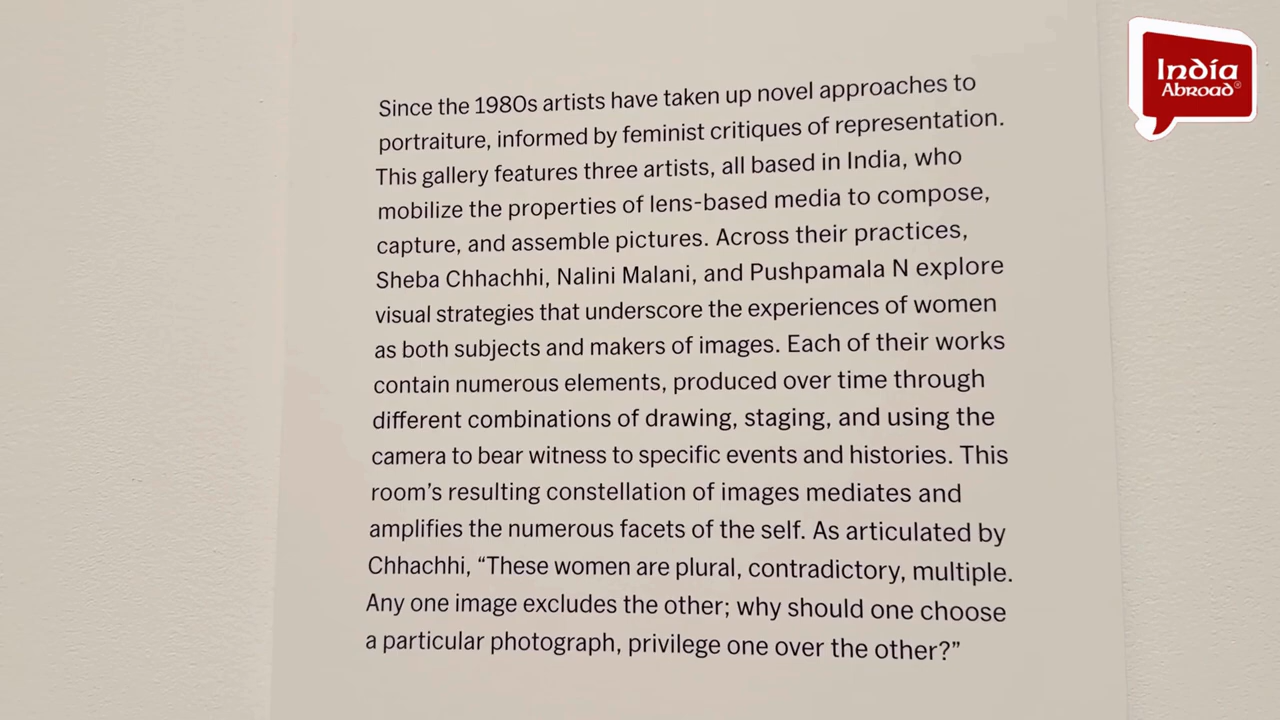 India
Abroad®
Since the 1980s artists have taken up novel approaches to
portraiture, informed by feminist critiques of representation.
This gallery features three artists, all based in India, who
mobilize the properties of lens-based media to compose,
capture, and assemble pictures. Across their practices,
Sheba Chhachhi, Nalini Malani, and Pushpamala N explore
visual strategies that underscore the experiences of women
as both subjects and makers of images. Each of their works
contain numerous elements, produced over time through
different combinations of drawing, staging, and using the
camera to bear witness to specific events and histories. This
room’s resulting constellation of images mediates and
amplifies the numerous facets of the self. As articulated by
Chhachhi, “These women are plural, contradictory, multiple.
Any one image excludes the other; why should one choose
a particular photograph, privilege one over the other?”